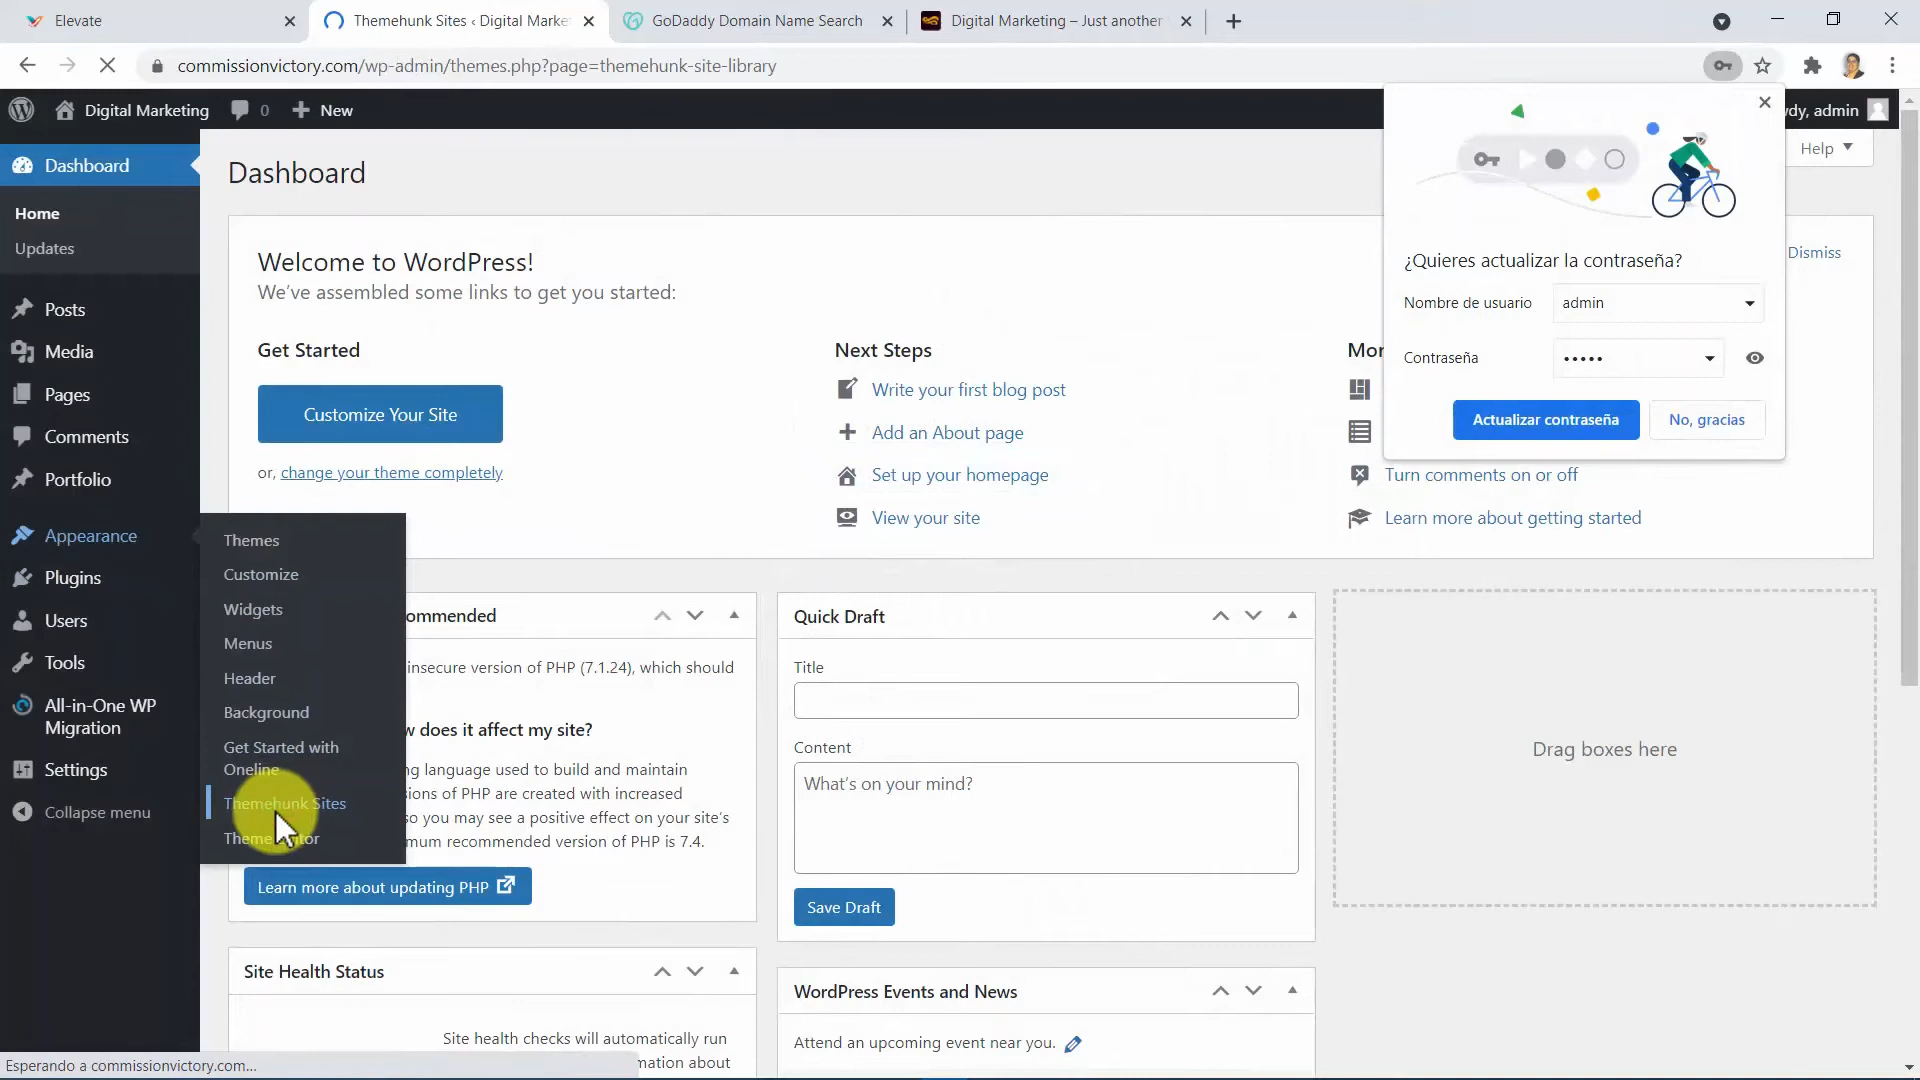 Elevate
Themehunk Sites ‹ Digital Marke
GoDaddy Domain Name Search
Digital Marketing – Just another
commissionvictory.com/wp-admin/themes.php?page=themehunk-site-library
Digital Marketing
0
New
dy, admin
Help
Dashboard
Home
Updates
Posts
Media
Pages
Comments
Portfolio
Appearance
Plugins
Users
Tools
All-in-One WP
Migration
Settings
Collapse menu
Themes
Customize
Widgets
Menus
Header
Background
Get Started with
Oneline
Themehunk Sites
Theme Editor
Dashboard
Dismiss
Welcome to WordPress!
We've assembled some links to get you started:
Get Started
Customize Your Site
or, change your theme completely
Next Steps
Write your first blog post
Add an About page
Set up your homepage
View your site
Mor
Turn comments on or off
Learn more about getting started
¿Quieres actualizar la contraseña?
Nombre de usuario
admin
Contraseña
•••••
Actualizar contraseña
No, gracias
ommended
insecure version of PHP (7.1.24), which should
w does it affect my site?
ng language used to build and maintain
sions of PHP are created with increased
so you may see a positive effect on your site's
mum recommended version of PHP is 7.4.
Learn more about updating PHP
Site Health Status
Site health checks will automatically run
mation about
Quick Draft
Title
Content
What's on your mind?
Save Draft
WordPress Events and News
Attend an upcoming event near you.
Drag boxes here
Esperando a commissionvictory.com...